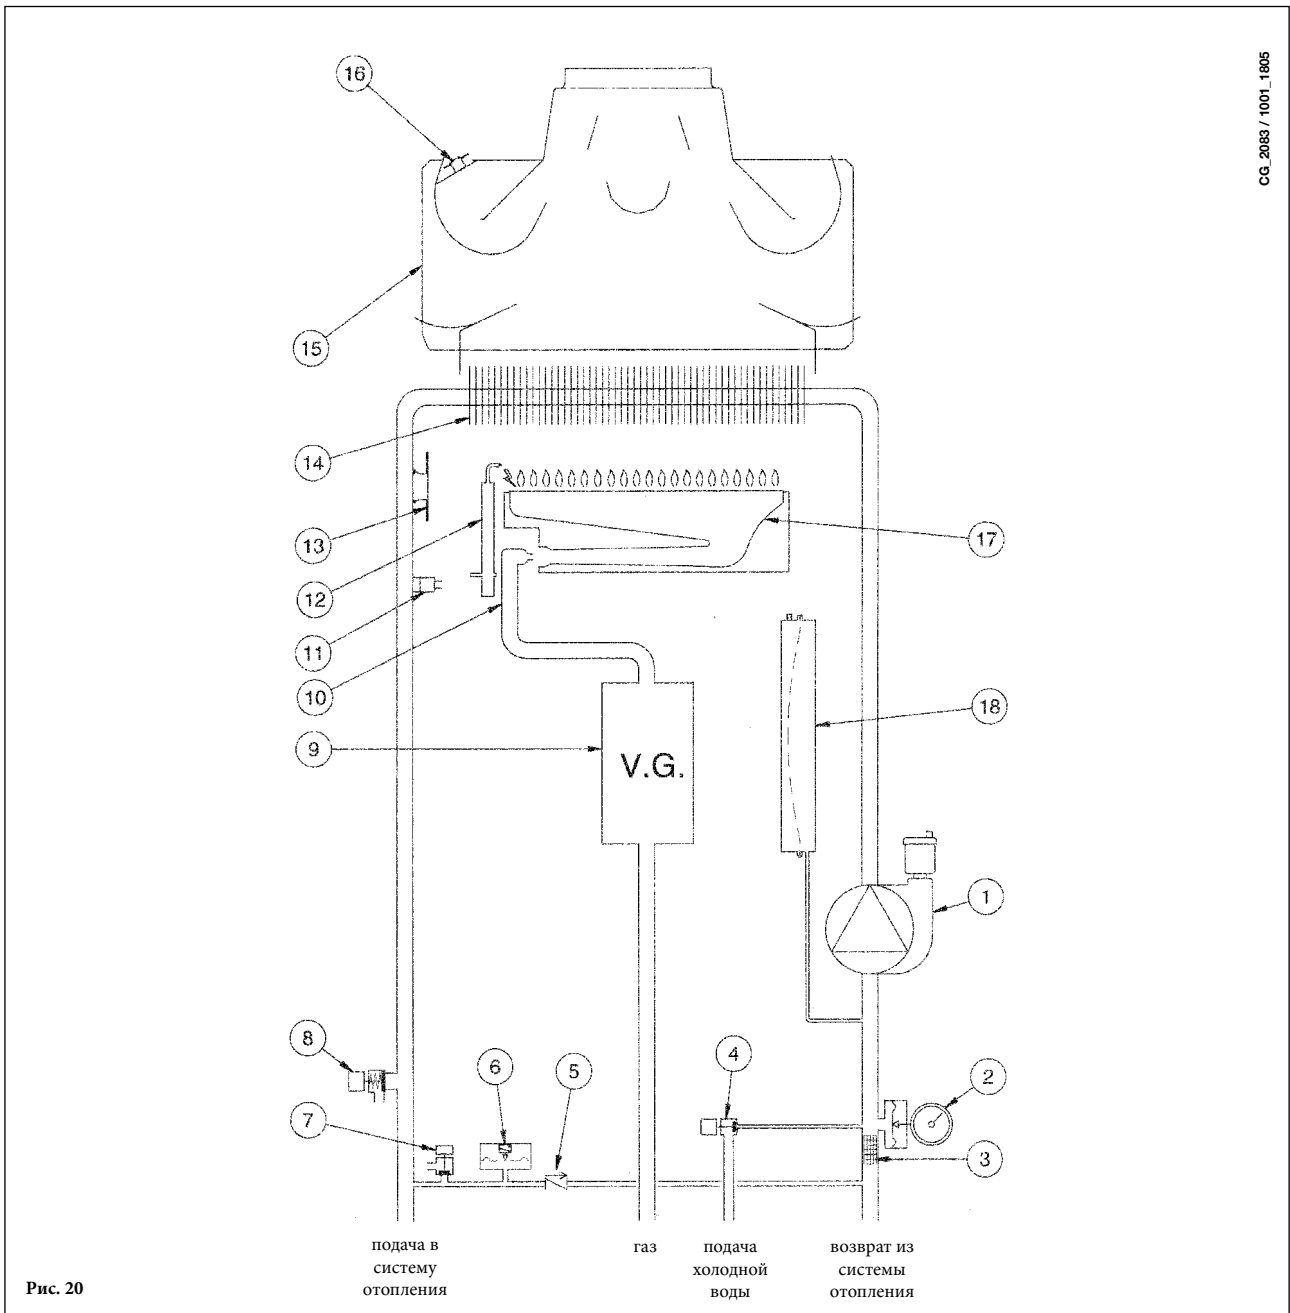 CG_2083 / 1001_1805
16
15
14
13
12
11
10
9
V.G.
17
18
1
8
7
6
5
4
2
3
подача в
систему
отопления
газ
подача
холодной
воды
возврат из
системы
отопления
Рис. 20